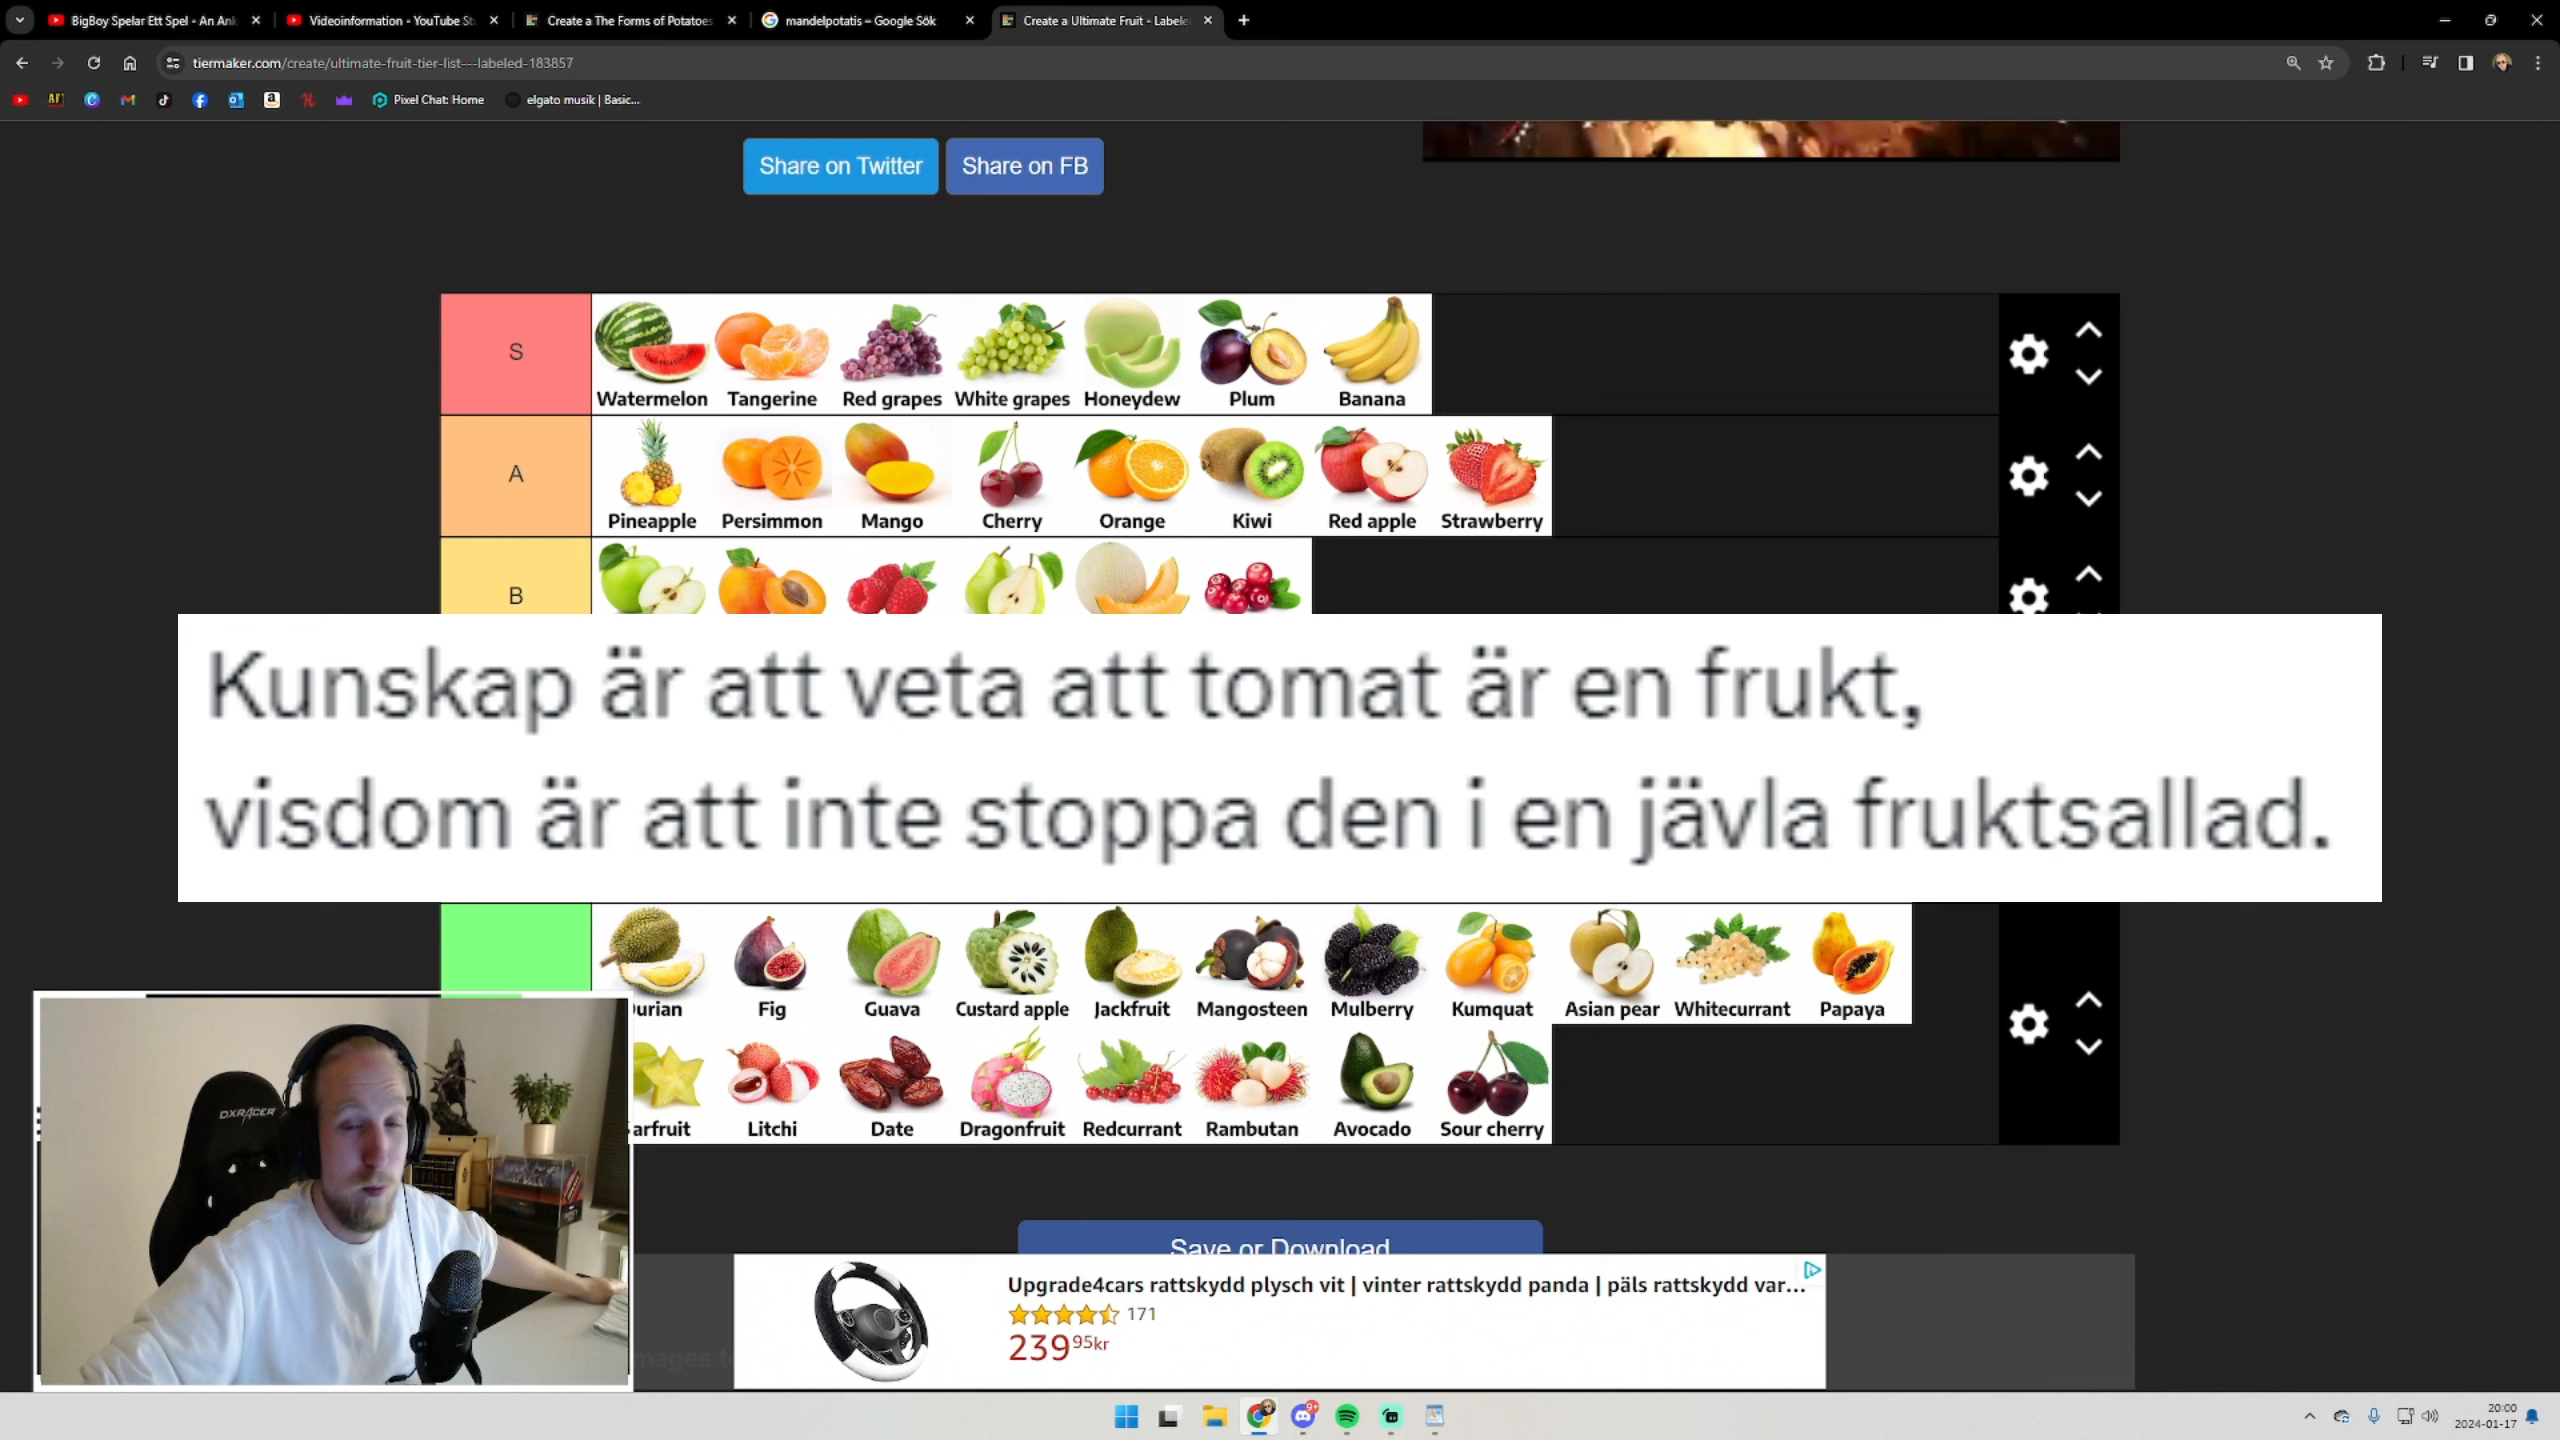 BigBoy Spelar Ett Spel - An Ank
Videoinformation - YouTube St
Create a The Forms of Potatoes
mandelpotatis – Google Sök
Create a Ultimate Fruit - Labele
tiermaker.com/create/ultimate-fruit-tier-list---labeled-183857
Pixel Chat: Home
elgato musik | Basic...
Share on Twitter
Share on FB
S
Watermelon Tangerine Red grapes White grapes Honeydew Plum Banana
A
Pineapple Persimmon Mango Cherry Orange Kiwi Red apple Strawberry
B
Kunskap är att veta att tomat är en frukt,
visdom är att inte stoppa den i en jävla fruktsallad.
urian Fig Guava Custard apple Jackfruit Mangosteen Mulberry Kumquat Asian pear Whitecurrant Papaya
arfruit Litchi Date Dragonfruit Redcurrant Rambutan Avocado Sour cherry
DXRACER
Save or Download
Upgrade4cars rattskydd plysch vit | vinter rattskydd panda | päls rattskydd var...
171
239 95kr
20:00
2024-01-17